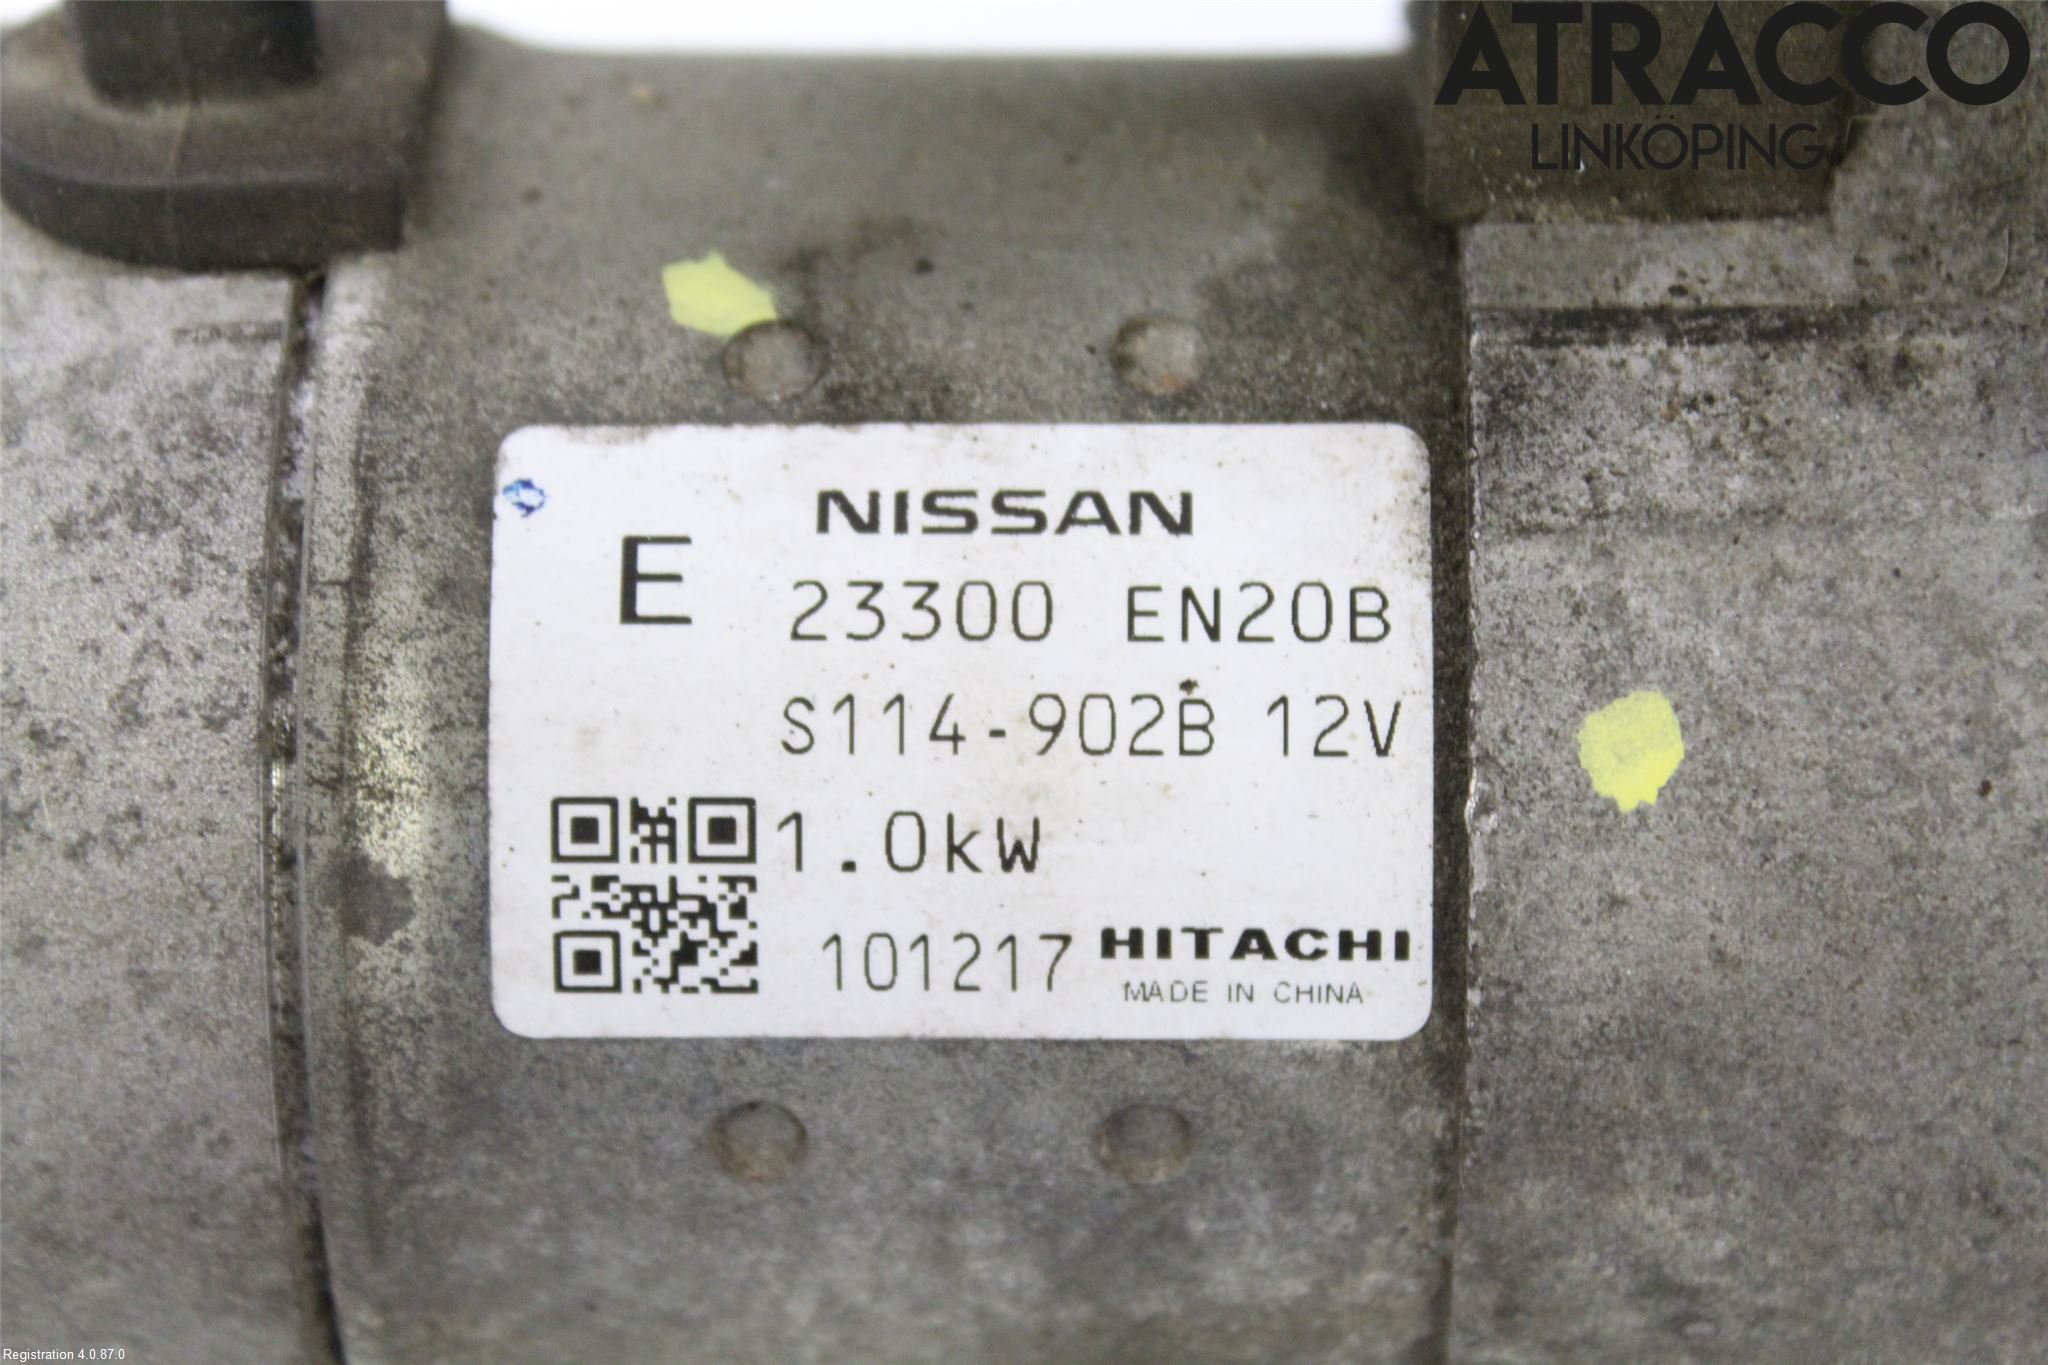 ATRACCO
LINKÖPING
NISSAN
E
23300 EN20B
S114-902B 12V
1.0kW
101217 HITACHI
MADE IN CHINA
Registration 4.0.87.0